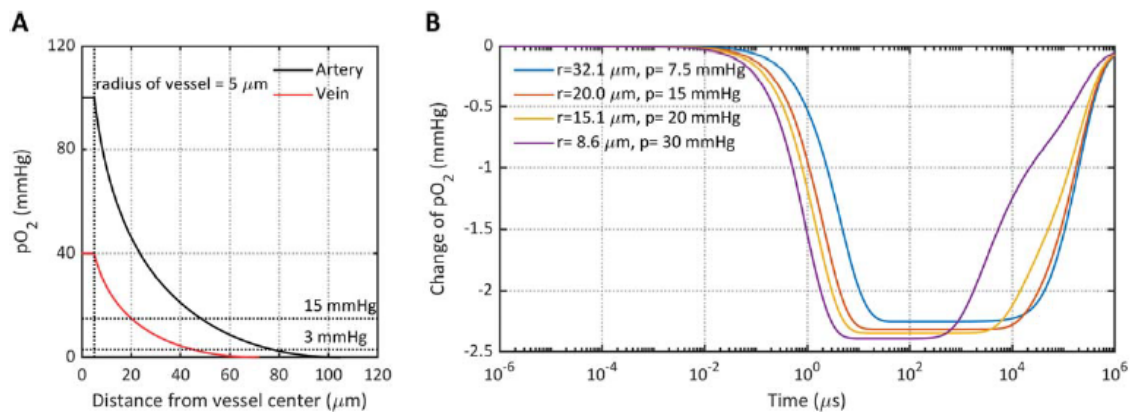 A
B
120
80
40
0
pO2 (mmHg)
radius of vessel = 5 μm
Artery
Vein
15 mmHg
3 mmHg
0 20 40 60 80 100 120
Distance from vessel center (μm)
0
-0.5
-1
-1.5
-2
-2.5
Change of pO2 (mmHg)
r=32.1 μm, p= 7.5 mmHg
r=20.0 μm, p= 15 mmHg
r=15.1 μm, p= 20 mmHg
r= 8.6 μm, p= 30 mmHg
10-6 10-4 10-2 100 102 104 106
Time (μs)